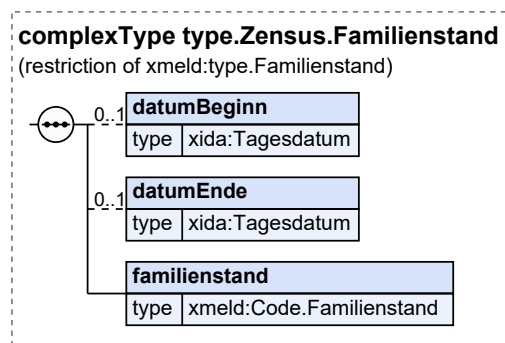 complexType type.Zensus.Familienstand
(restriction of xmeld:type.Familienstand)
0..1 datumBeginn
type xida:Tagesdatum
0..1 datumEnde
type xida:Tagesdatum
familienstand
type xmeld:Code.Familienstand